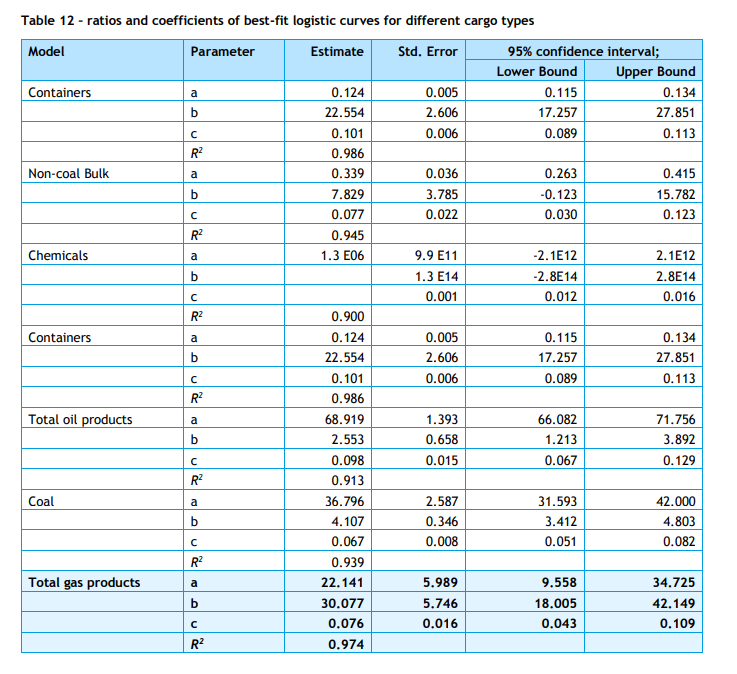 Table 12 – ratios and coefficients of best-fit logistic curves for different cargo types
Model Parameter Estimate Std. Error 95% confidence interval;
Lower Bound Upper Bound
Containers a 0.124 0.005 0.115 0.134
b 22.554 2.606 17.257 27.851
c 0.101 0.006 0.089 0.113
R² 0.986
Non-coal Bulk a 0.339 0.036 0.263 0.415
b 7.829 3.785 -0.123 15.782
c 0.077 0.022 0.030 0.123
R² 0.945
Chemicals a 1.3 E06 9.9 E11 -2.1E12 2.1E12
b 1.3 E14 -2.8E14 2.8E14
c 0.001 0.012 0.016
R² 0.900
Containers a 0.124 0.005 0.115 0.134
b 22.554 2.606 17.257 27.851
c 0.101 0.006 0.089 0.113
R² 0.986
Total oil products a 68.919 1.393 66.082 71.756
b 2.553 0.658 1.213 3.892
c 0.098 0.015 0.067 0.129
R² 0.913
Coal a 36.796 2.587 31.593 42.000
b 4.107 0.346 3.412 4.803
c 0.067 0.008 0.051 0.082
R² 0.939
Total gas products a 22.141 5.989 9.558 34.725
b 30.077 5.746 18.005 42.149
c 0.076 0.016 0.043 0.109
R² 0.974